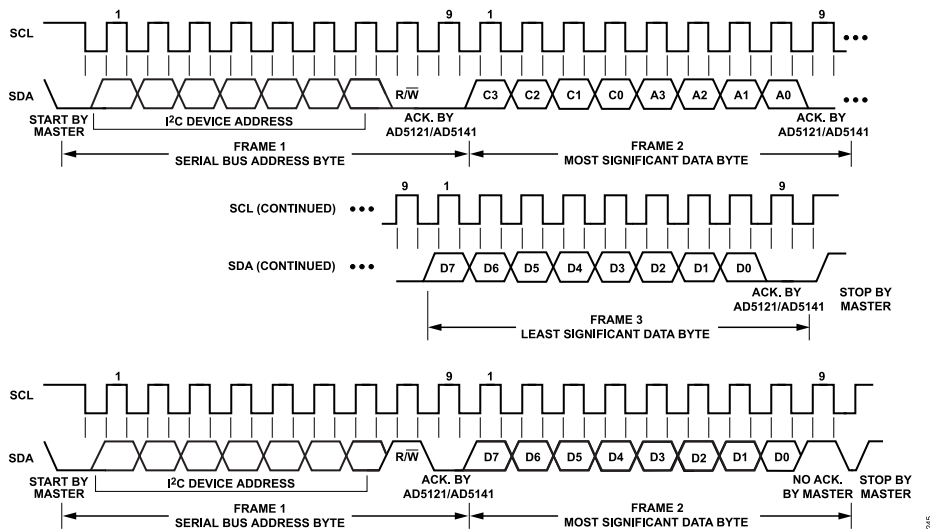 1 9 1 9
SCL
SDA R/W̅ C3 C2 C1 C0 A3 A2 A1 A0
START BY MASTER
I²C DEVICE ADDRESS
ACK. BY AD5121/AD5141
ACK. BY AD5121/AD5141
FRAME 1
SERIAL BUS ADDRESS BYTE
FRAME 2
MOST SIGNIFICANT DATA BYTE
9 1 9
SCL (CONTINUED)
SDA (CONTINUED) D7 D6 D5 D4 D3 D2 D1 D0
ACK. BY AD5121/AD5141
STOP BY MASTER
FRAME 3
LEAST SIGNIFICANT DATA BYTE
1 9 1 9
SCL
SDA R/W̅ D7 D6 D5 D4 D3 D2 D1 D0
START BY MASTER
I²C DEVICE ADDRESS
ACK. BY AD5121/AD5141
NO ACK. BY MASTER
STOP BY MASTER
FRAME 1
SERIAL BUS ADDRESS BYTE
FRAME 2
MOST SIGNIFICANT DATA BYTE